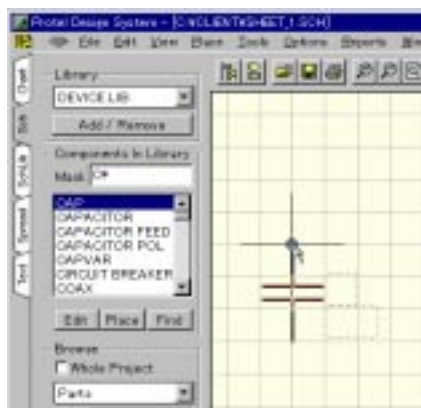 Protel Design System - [C:¥CLIENT¥SHEET_1.SCH]
File Edit View Place Tools Options Reports
Library
DEVICE.LIB
Add / Remove
Components In Library
Mask C*
CAP
CAPACITOR
CAPACITOR FEED
CAPACITOR POL
CAPVAR
CIRCUIT BREAKER
COAX
Edit Place Find
Browse
Whole Project
Parts
SchLib
Spread
Text